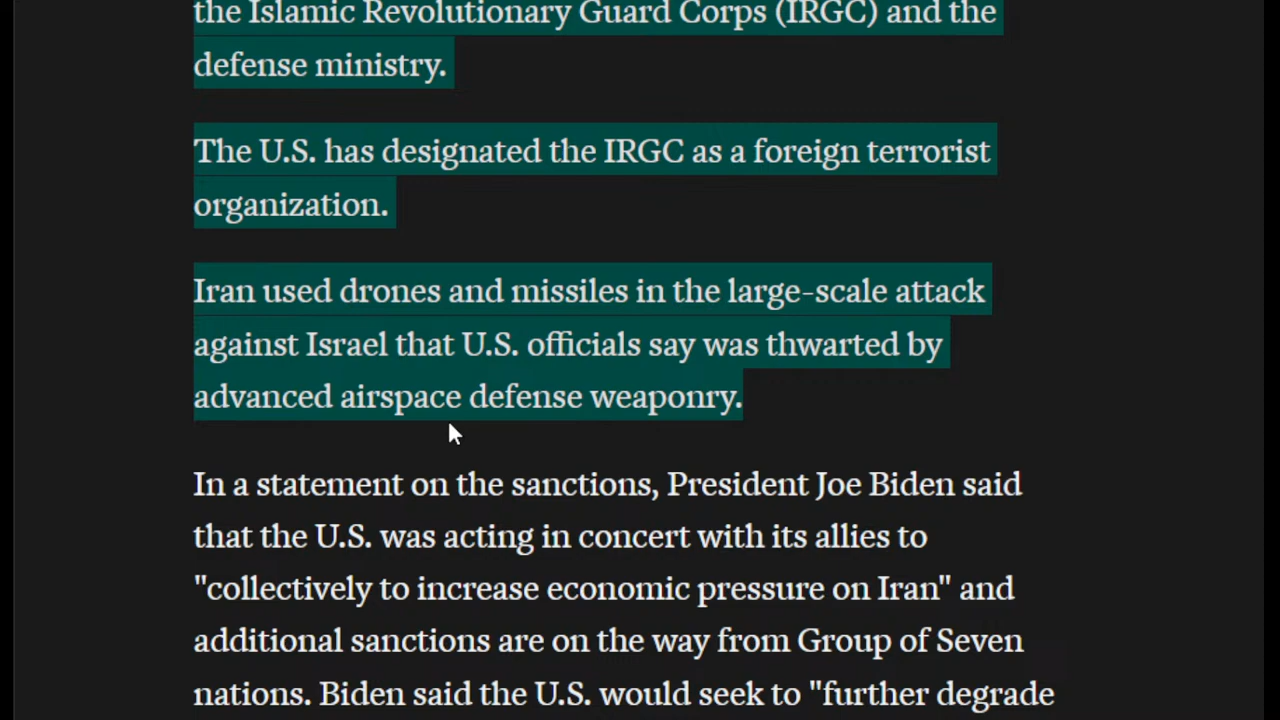 the Islamic Revolutionary Guard Corps (IRGC) and the
defense ministry.
The U.S. has designated the IRGC as a foreign terrorist
organization.
Iran used drones and missiles in the large-scale attack
against Israel that U.S. officials say was thwarted by
advanced airspace defense weaponry.
In a statement on the sanctions, President Joe Biden said
that the U.S. was acting in concert with its allies to
"collectively to increase economic pressure on Iran" and
additional sanctions are on the way from Group of Seven
nations. Biden said the U.S. would seek to "further degrade